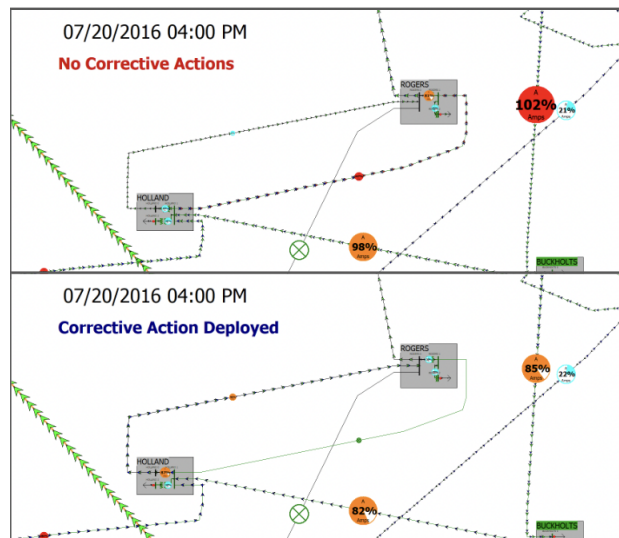 07/20/2016 04:00 PM
No Corrective Actions
ROGERS
A
102%
Amps
21%
HOLLAND
A
98%
Amps
BUCKHOLTS
07/20/2016 04:00 PM
Corrective Action Deployed
ROGERS
A
85%
Amps
22%
HOLLAND
A
82%
Amps
BUCKHOLTS